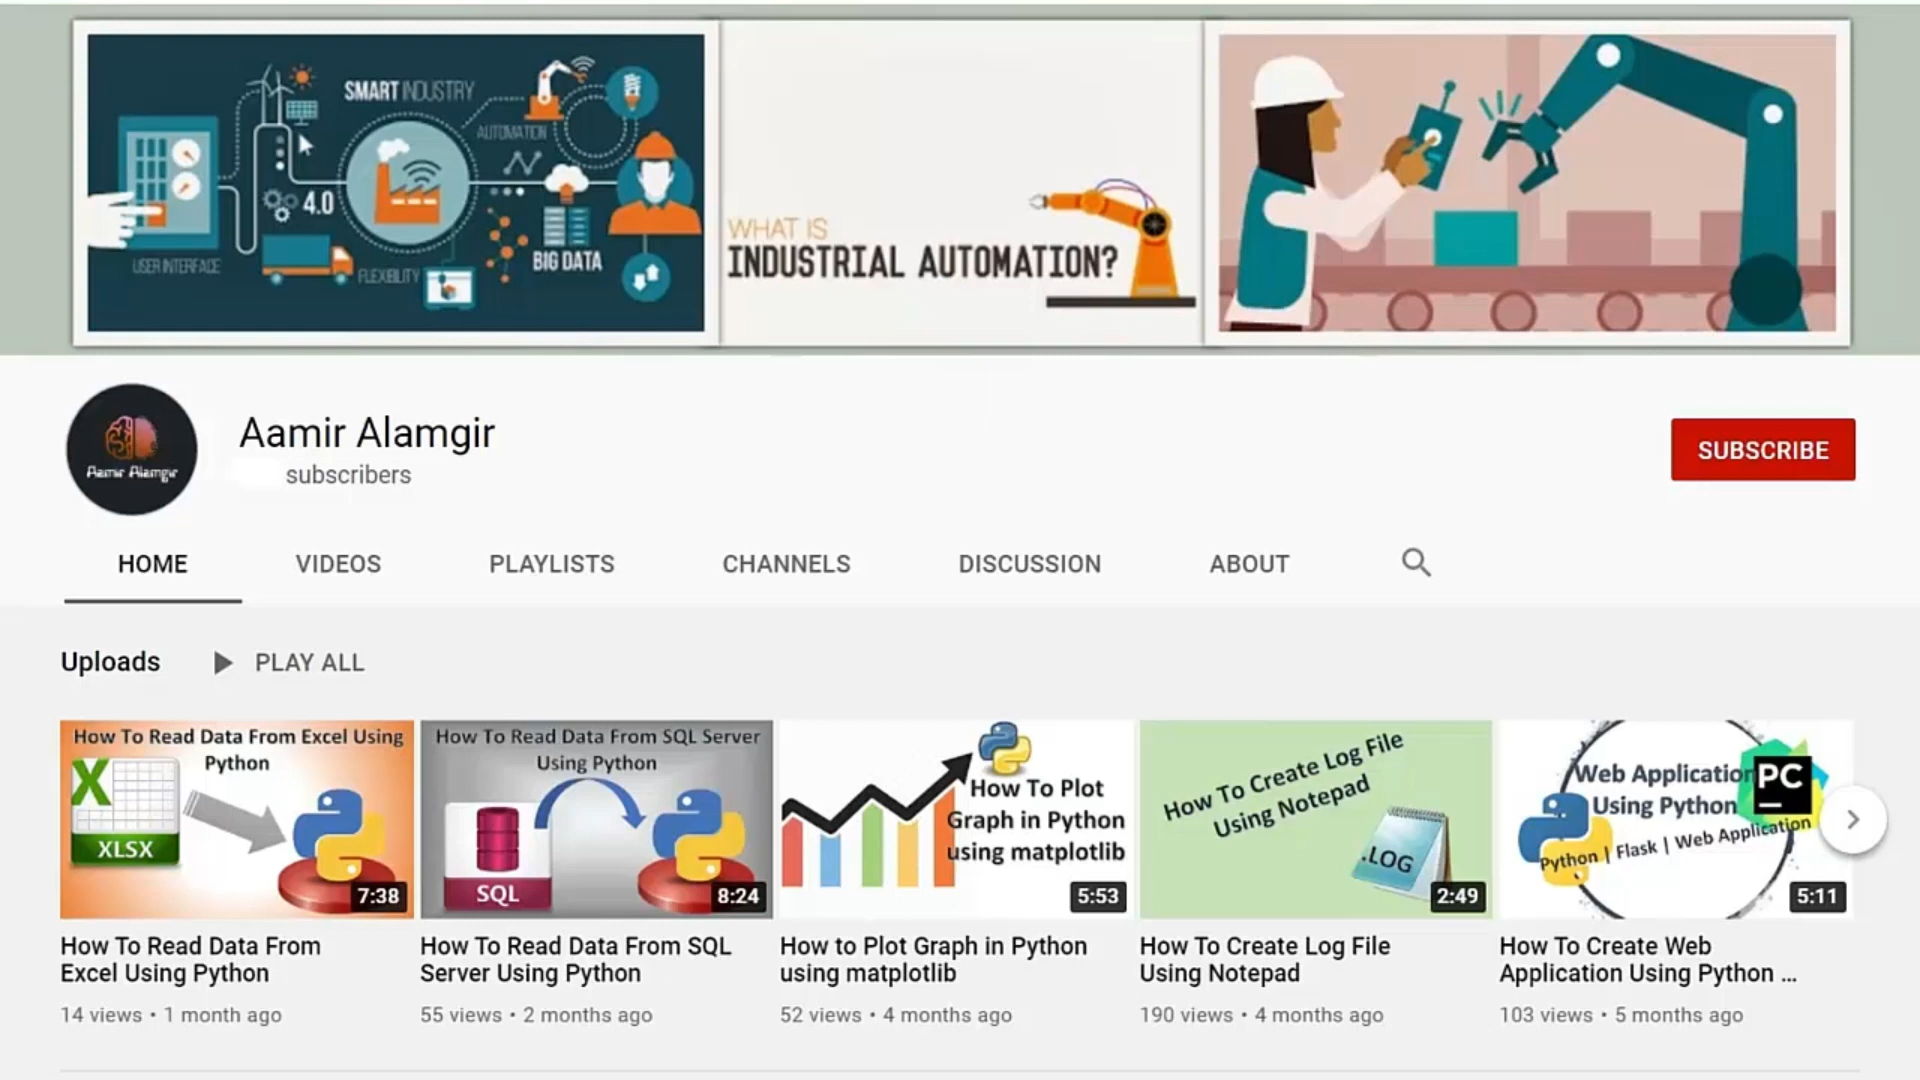 SMART INDUSTRY
AUTOMATION
4.0
USER INTERFACE
FLEXIBILITY
BIG DATA
WHAT IS
INDUSTRIAL AUTOMATION?
Aamir Alamgir
Aamir Alamgir
subscribers
SUBSCRIBE
HOME
VIDEOS
PLAYLISTS
CHANNELS
DISCUSSION
ABOUT
Uploads
PLAY ALL
How To Read Data From Excel Using
Python
X
XLSX
7:38
How To Read Data From SQL Server
Using Python
SQL
8:24
How To Plot
Graph in Python
using matplotlib
5:53
How To Create Log File
Using Notepad
.LOG
2:49
Web Application
Using Python
PC
Python | Flask | Web Application
5:11
How To Read Data From
Excel Using Python
14 views • 1 month ago
How To Read Data From SQL
Server Using Python
55 views • 2 months ago
How to Plot Graph in Python
using matplotlib
52 views • 4 months ago
How To Create Log File
Using Notepad
190 views • 4 months ago
How To Create Web
Application Using Python ...
103 views • 5 months ago